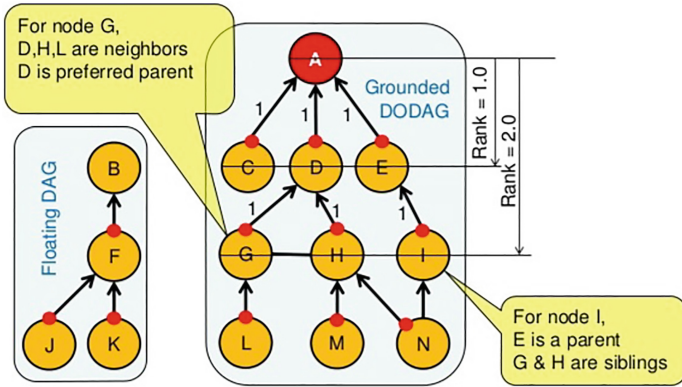 For node G,
D,H,L are neighbors
D is preferred parent
A
Grounded
DODAG
1
1
1
Rank = 1.0
Rank = 2.0
Floating DAG
B
C
D
E
1
1
1
F
G
H
I
J
K
L
M
N
For node I,
E is a parent
G & H are siblings